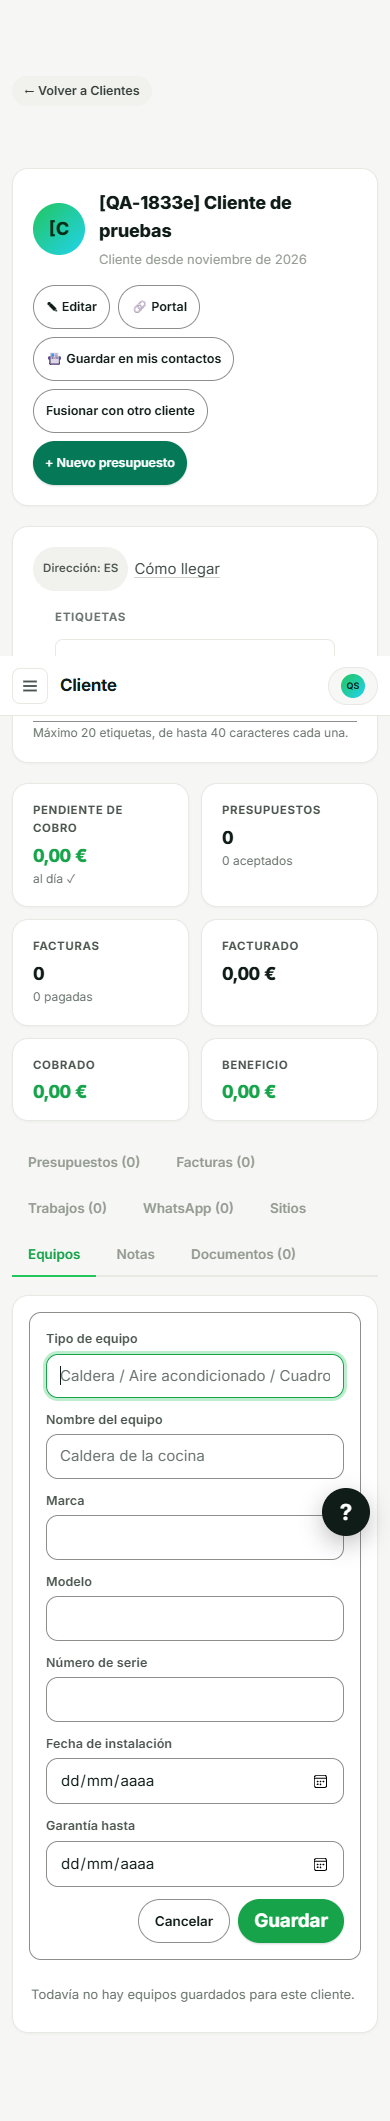 ← Volver a Clientes
[C
[QA-1833e] Cliente de
pruebas
Cliente desde noviembre de 2026
Editar
Portal
Guardar en mis contactos
Fusionar con otro cliente
+ Nuevo presupuesto
Dirección: ES
Cómo llegar
ETIQUETAS
Cliente
QS
Máximo 20 etiquetas, de hasta 40 caracteres cada una.
PENDIENTE DE
COBRO
0,00 €
al día ✓
PRESUPUESTOS
0
0 aceptados
FACTURAS
0
0 pagadas
FACTURADO
0,00 €
COBRADO
0,00 €
BENEFICIO
0,00 €
Presupuestos (0)
Facturas (0)
Trabajos (0)
WhatsApp (0)
Sitios
Equipos
Notas
Documentos (0)
Tipo de equipo
Caldera / Aire acondicionado / Cuadro
Nombre del equipo
Caldera de la cocina
Marca
?
Modelo
Número de serie
Fecha de instalación
dd/mm/aaaa
Garantía hasta
dd/mm/aaaa
Cancelar
Guardar
Todavía no hay equipos guardados para este cliente.